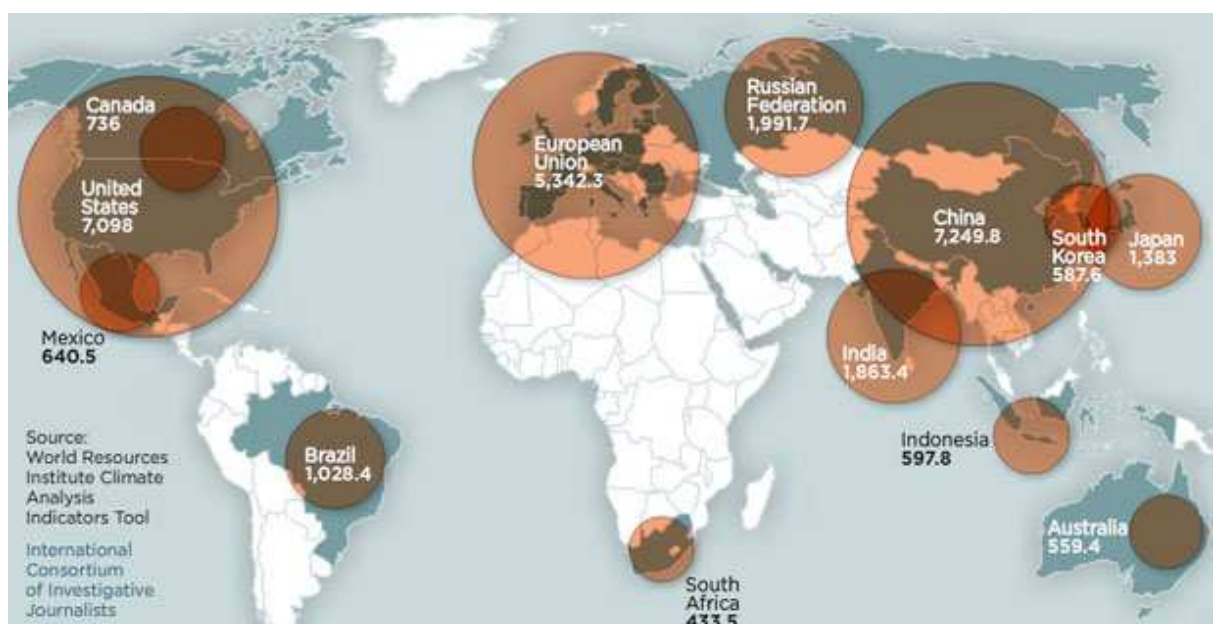 Canada
736
United
States
7,098
Mexico
640.5
European
Union
5,342.3
Russian
Federation
1,991.7
China
7,249.8
South
Korea
587.6
Japan
1,383
India
1,863.4
Indonesia
597.8
Brazil
1,028.4
Australia
559.4
South
Africa
433.5
Source:
World Resources
Institute Climate
Analysis
Indicators Tool
International
Consortium
of Investigative
Journalists